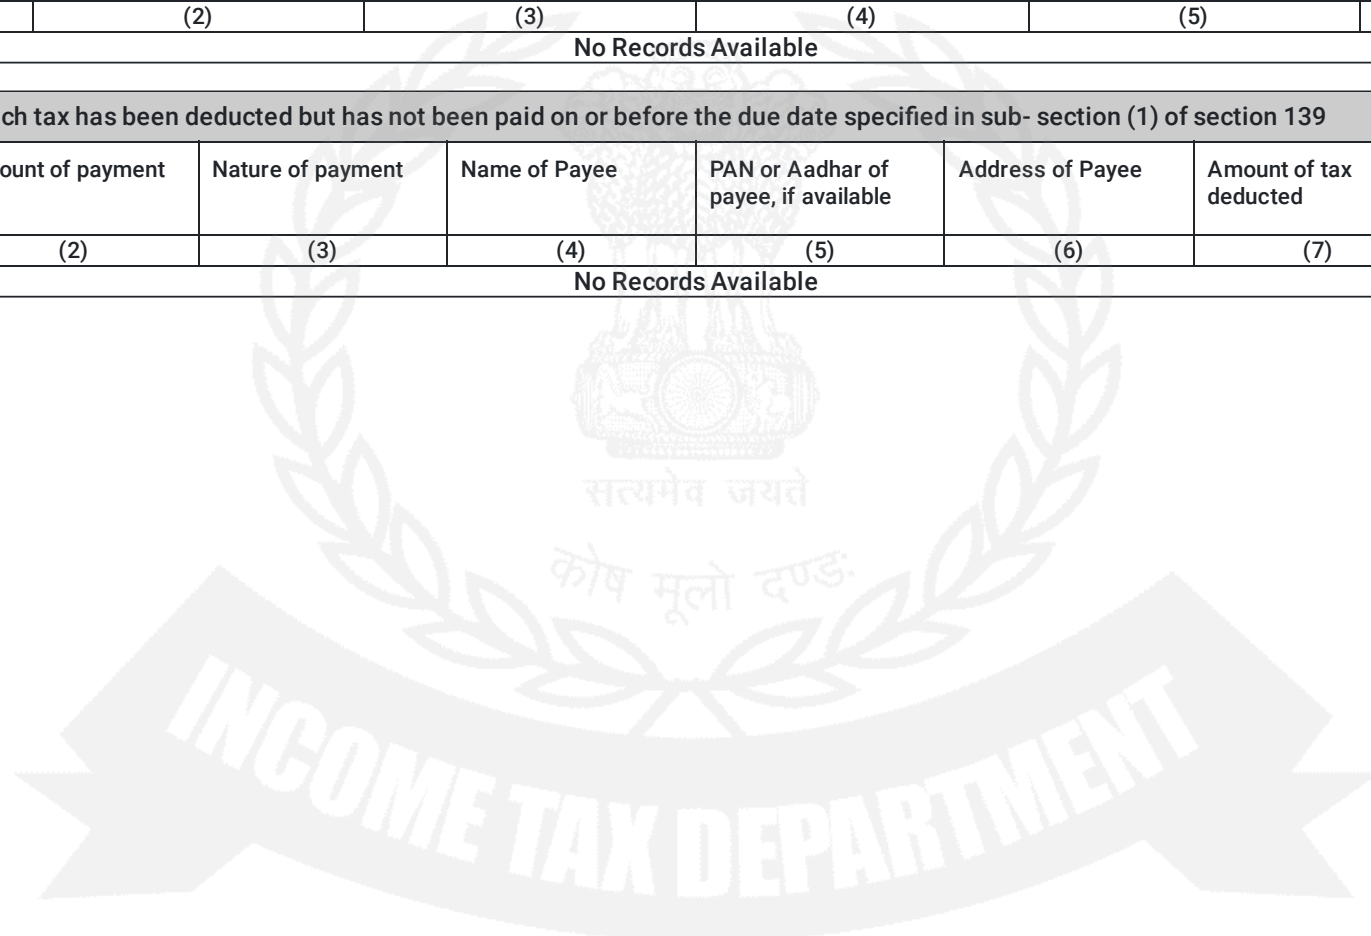 (2) (3) (4) (5)
No Records Available
ch tax has been deducted but has not been paid on or before the due date specified in sub- section (1) of section 139
ount of payment Nature of payment Name of Payee PAN or Aadhar of Address of Payee Amount of tax
payee, if available deducted
(2) (3) (4) (5) (6) (7)
No Records Available
सत्यमेव जयते
कोष मूलो दण्डः
INCOME TAX DEPARTMENT